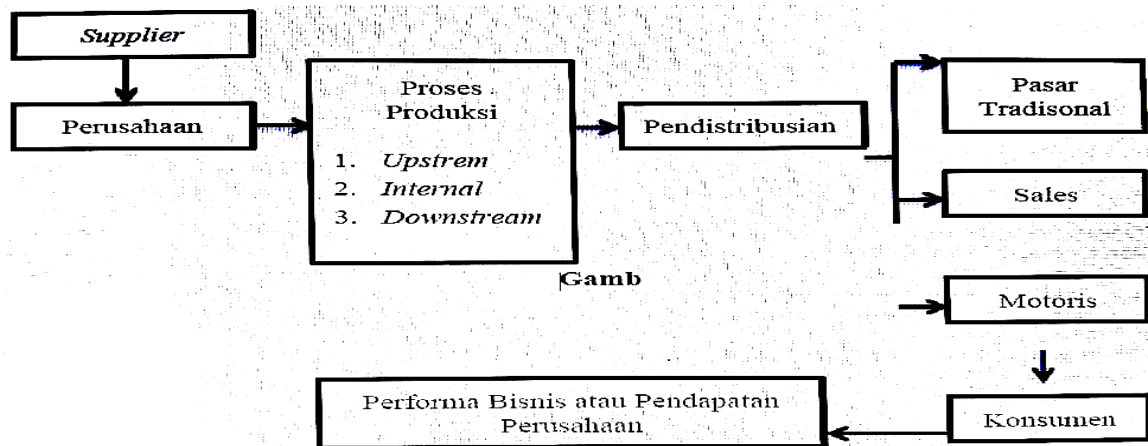 Supplier
Perusahaan
Proses
Produksi
1. Upstrem
2. Internal
3. Downstream
Pendistribusian
Pasar
Tradisonal
Sales
Gamb
Motoris
Konsumen
Performa Bisnis atau Pendapatan
Perusahaan